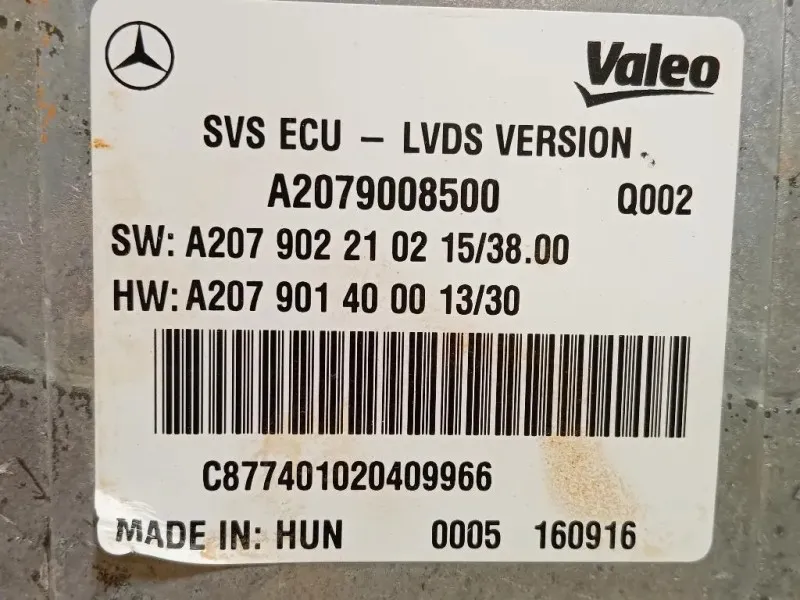 Valeo
SVS ECU – LVDS VERSION
A2079008500 Q002
SW: A207 902 21 02 15/38.00
HW: A207 901 40 00 13/30
C877401020409966
MADE IN: HUN 0005 160916